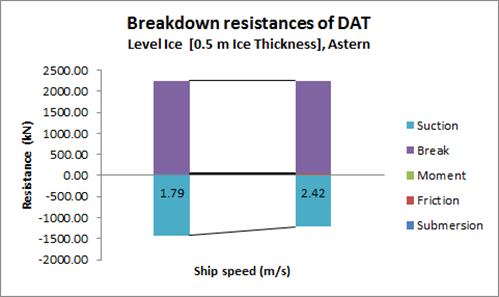 Breakdown resistances of DAT
Level Ice [0.5 m Ice Thickness], Astern
2500.00
2000.00
1500.00
1000.00
500.00
0.00
-500.00
-1000.00
-1500.00
-2000.00
Resistance (kN)
1.79
2.42
Ship speed (m/s)
Suction
Break
Moment
Friction
Submersion